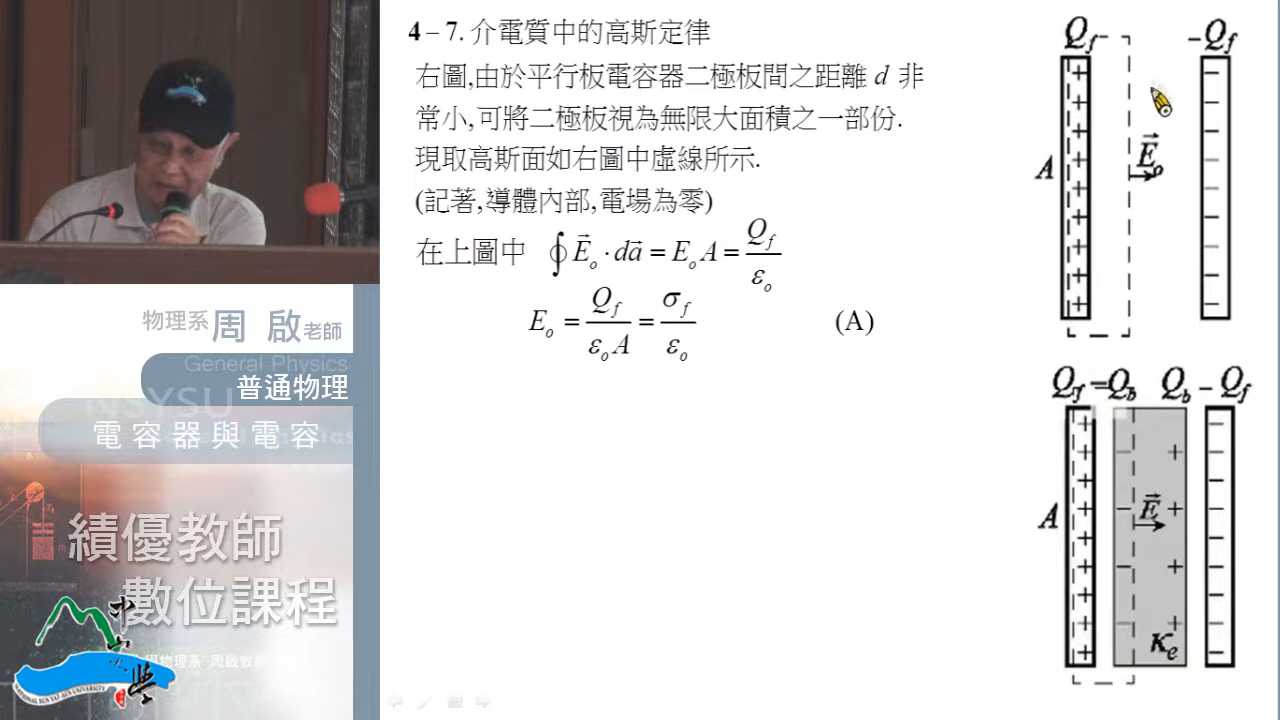 4 – 7. 介電質中的高斯定律
右圖,由於平行板電容器二極板間之距離 d 非
常小,可將二極板視為無限大面積之一部份.
現取高斯面如右圖中虛線所示.
(記著,導體內部,電場為零)
在上圖中 ∮E⃗ₒ · da⃗ = EₒA = Q_f / εₒ
Eₒ = Q_f / εₒA = σ_f / εₒ (A)
Q_f –Q_f
A
E⃗ₒ
Q_f –Q_b Q_b –Q_f
A
E⃗
κ_e
物理系 周 啟 老師
General Physics
普通物理
NSYSU
電容器與電容
績優教師
數位課程
NATIONAL SUN YAT-SEN UNIVERSITY